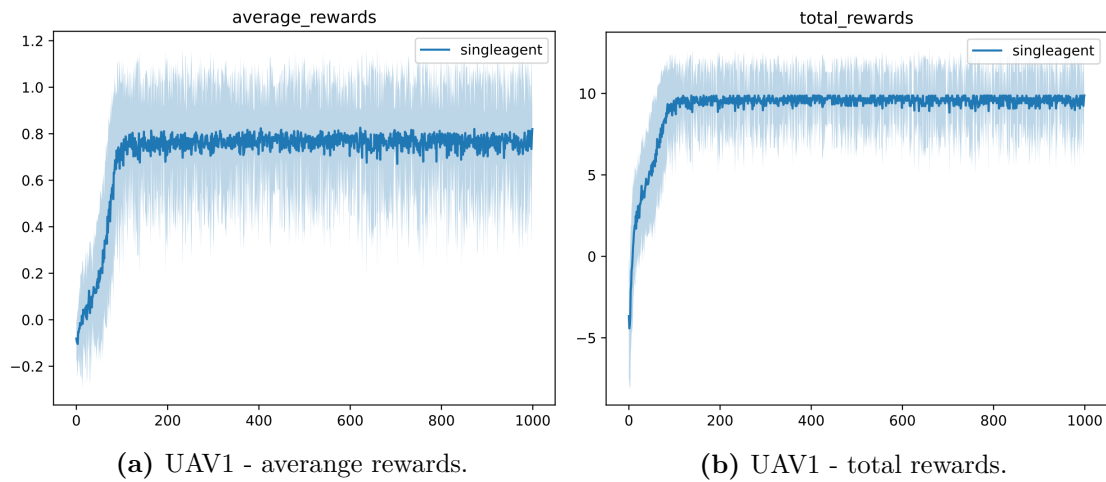 average_rewards
singleagent
1.2
1.0
0.8
0.6
0.4
0.2
0.0
−0.2
0 200 400 600 800 1000
(a) UAV1 - averange rewards.
total_rewards
singleagent
10
5
0
−5
0 200 400 600 800 1000
(b) UAV1 - total rewards.